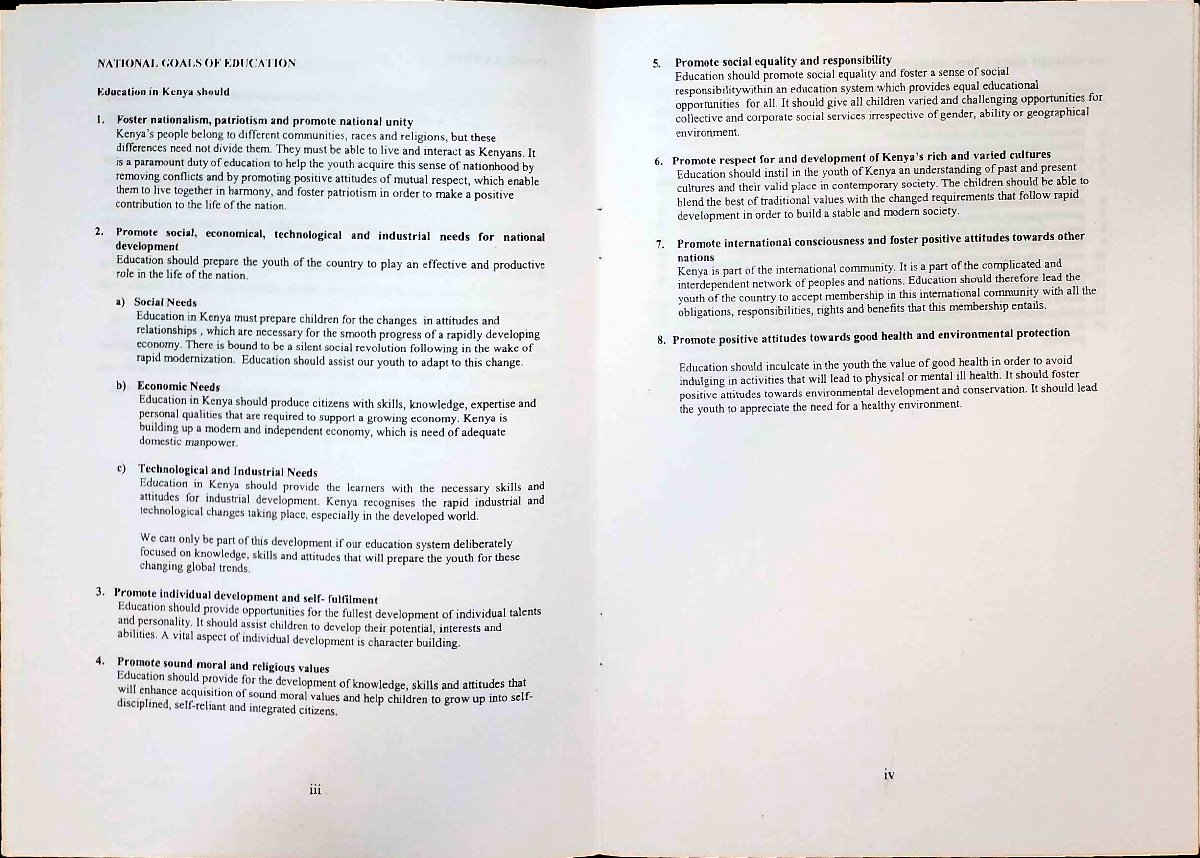 NATIONAL GOALS OF EDUCATION
Education in Kenya should
1. Foster nationalism, patriotism and promote national unity
Kenya's people belong to different communities, races and religions, but these
differences need not divide them. They must be able to live and interact as Kenyans. It
is a paramount duty of education to help the youth acquire this sense of nationhood by
removing conflicts and by promoting positive attitudes of mutual respect, which enable
them to live together in harmony, and foster patriotism in order to make a positive
contribution to the life of the nation.
2. Promote social, economical, technological and industrial needs for national
development
Education should prepare the youth of the country to play an effective and productive
role in the life of the nation.
a) Social Needs
Education in Kenya must prepare children for the changes in attitudes and
relationships , which are necessary for the smooth progress of a rapidly developing
economy. There is bound to be a silent social revolution following in the wake of
rapid modernization. Education should assist our youth to adapt to this change.
b) Economic Needs
Education in Kenya should produce citizens with skills, knowledge, expertise and
personal qualities that are required to support a growing economy. Kenya is
building up a modern and independent economy, which is need of adequate
domestic manpower.
c) Technological and Industrial Needs
Education in Kenya should provide the learners with the necessary skills and
attitudes for industrial development. Kenya recognises the rapid industrial and
technological changes taking place, especially in the developed world.
We can only be part of this development if our education system deliberately
focused on knowledge, skills and attitudes that will prepare the youth for these
changing global trends.
3. Promote individual development and self- fulfilment
Education should provide opportunities for the fullest development of individual talents
and personality. It should assist children to develop their potential, interests and
abilities. A vital aspect of individual development is character building.
4. Promote sound moral and religious values
Education should provide for the development of knowledge, skills and attitudes that
will enhance acquisition of sound moral values and help children to grow up into self-
disciplined, self-reliant and integrated citizens.
iii
5. Promote social equality and responsibility
Education should promote social equality and foster a sense of social
responsibilitywithin an education system which provides equal educational
opportunities for all. It should give all children varied and challenging opportunities for
collective and corporate social services irrespective of gender, ability or geographical
environment.
6. Promote respect for and development of Kenya's rich and varied cultures
Education should instil in the youth of Kenya an understanding of past and present
cultures and their valid place in contemporary society. The children should be able to
blend the best of traditional values with the changed requirements that follow rapid
development in order to build a stable and modern society.
7. Promote international consciousness and foster positive attitudes towards other
nations
Kenya is part of the international community. It is a part of the complicated and
interdependent network of peoples and nations. Education should therefore lead the
youth of the country to accept membership in this international community with all the
obligations, responsibilities, rights and benefits that this membership entails.
8. Promote positive attitudes towards good health and environmental protection
Education should inculcate in the youth the value of good health in order to avoid
indulging in activities that will lead to physical or mental ill health. It should foster
positive attitudes towards environmental development and conservation. It should lead
the youth to appreciate the need for a healthy environment.
iv